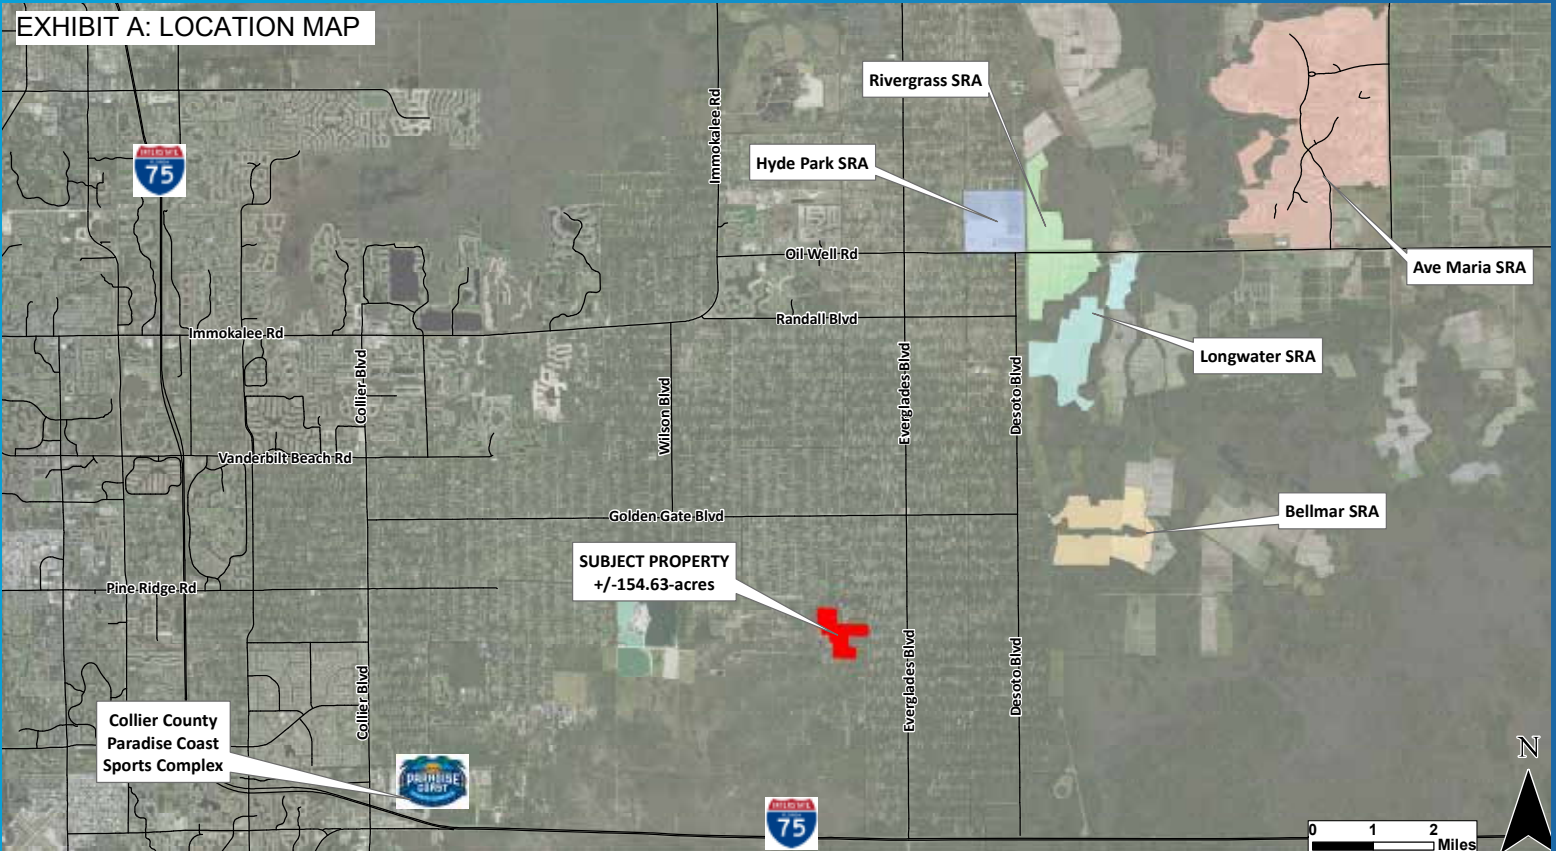 EXHIBIT A: LOCATION MAP
Rivergrass SRA
Immokalee Rd
INTERSTATE
75
Hyde Park SRA
Oil Well Rd
Ave Maria SRA
Randall Blvd
Immokalee Rd
Collier Blvd
Wilson Blvd
Everglades Blvd
Desoto Blvd
Longwater SRA
Vanderbilt Beach Rd
Golden Gate Blvd
Bellmar SRA
SUBJECT PROPERTY
+/-154.63-acres
Pine Ridge Rd
Collier Blvd
Everglades Blvd
Desoto Blvd
Collier County
Paradise Coast
Sports Complex
PARADISE
COAST
INTERSTATE
75
N
0 1 2
Miles